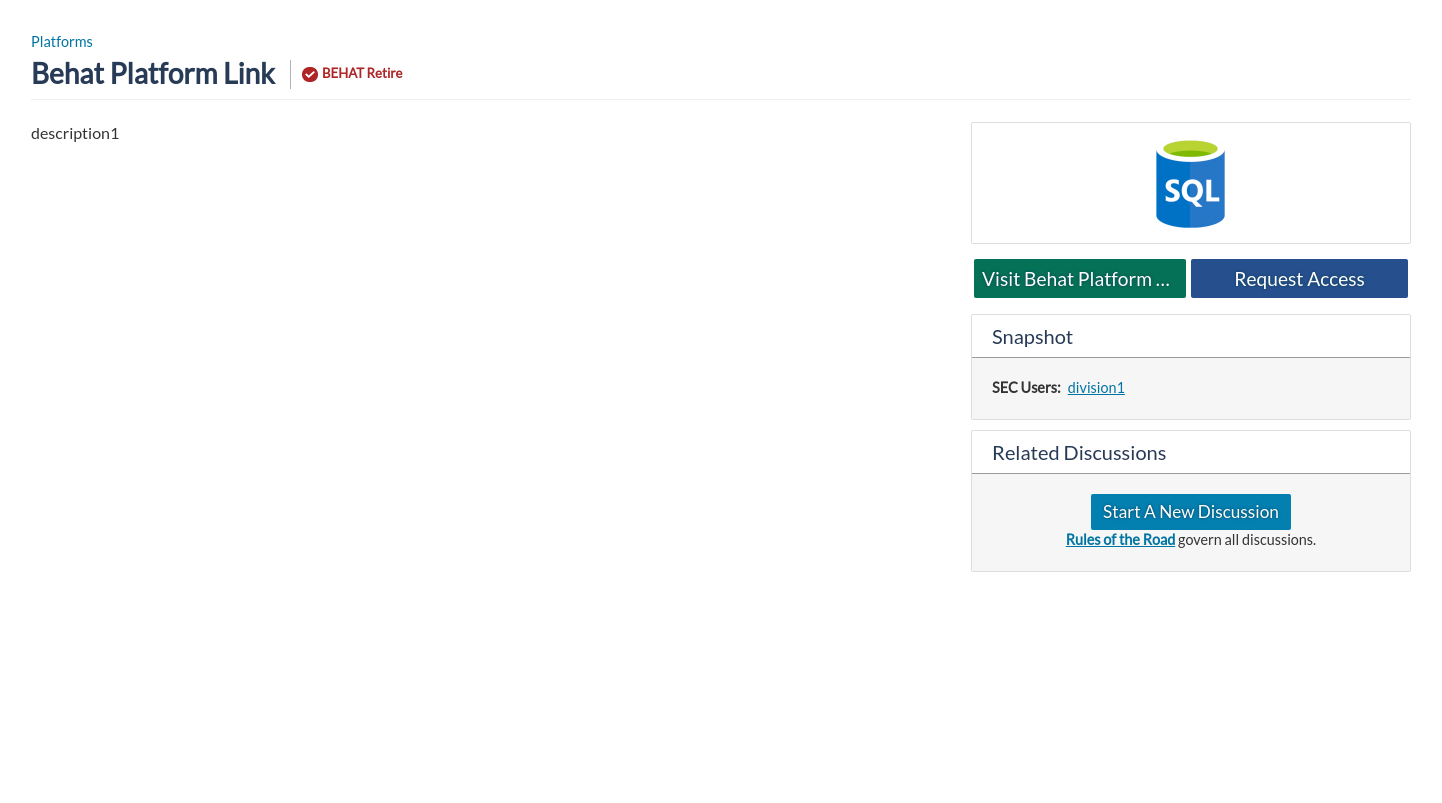 Platforms
Behat Platform Link
BEHAT Retire
description1
SQL
Visit Behat Platform ...
Request Access
Snapshot
SEC Users: division1
Related Discussions
Start A New Discussion
Rules of the Road govern all discussions.